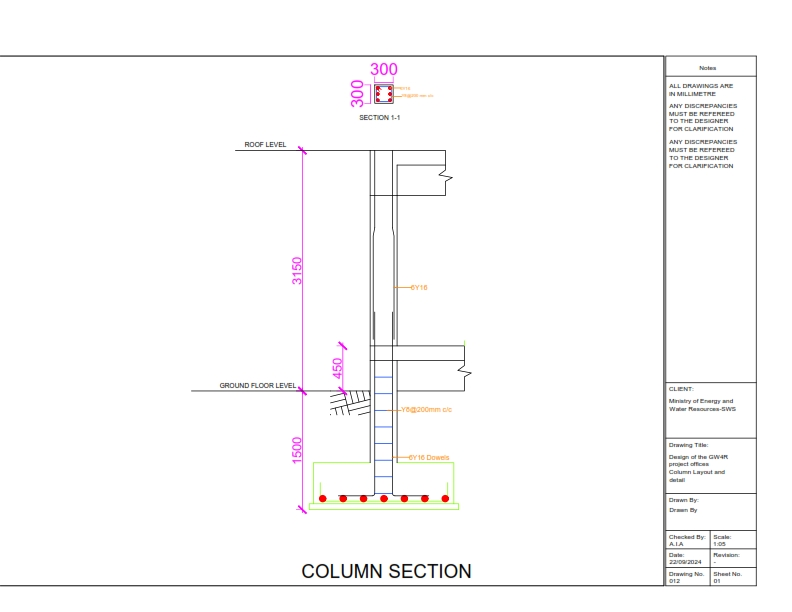 300
300
Y8@200 mm c/c
SECTION 1-1
ROOF LEVEL
3150
6Y16
450
GROUND FLOOR LEVEL
Y8@200mm c/c
1500
6Y16 Dowels
COLUMN SECTION
Notes
ALL DRAWINGS ARE
IN MILLIMETRE
ANY DISCREPANCIES
MUST BE REFEREED
TO THE DESIGNER
FOR CLARIFICATION
ANY DISCREPANCIES
MUST BE REFEREED
TO THE DESIGNER
FOR CLARIFICATION
CLIENT:
Ministry of Energy and
Water Resources-SWS
Drawing Title:
Design of the GW4R
project offices
Column Layout and
detail
Drawn By:
Drawn By
Checked By:
A.I.A
Scale:
1:05
Date:
22/09/2024
Revision:
-
Drawing No.
012
Sheet No.
01